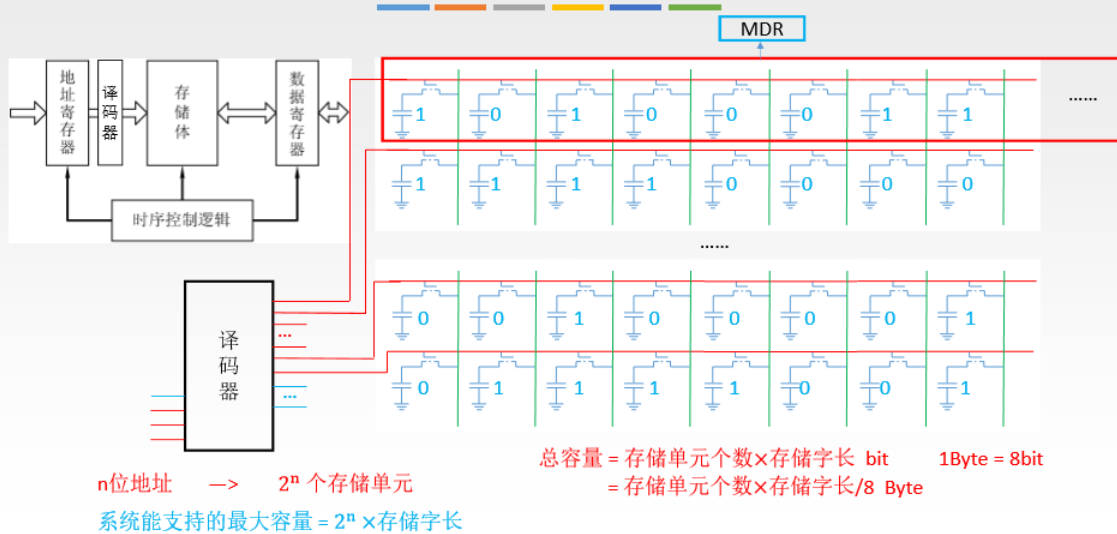 MDR
地址寄存器
译码器
存储体
数据寄存器
时序控制逻辑
1 0 1 0 0 0 1 1
......
1 1 1 1 0 0 0 0
......
0 0 1 0 0 0 0 1
0 1 1 1 1 0 0 1
译码器
...
...
n位地址 —> 2ⁿ 个存储单元
系统能支持的最大容量 = 2ⁿ ×存储字长
总容量 = 存储单元个数×存储字长 bit 1Byte = 8bit
= 存储单元个数×存储字长/8 Byte